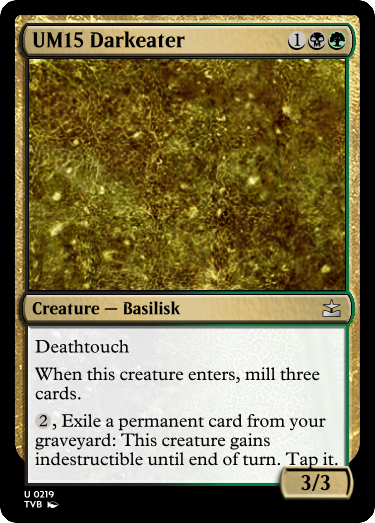 UM15 Darkeater
1
Creature — Basilisk
Deathtouch
When this creature enters, mill three
cards.
2, Exile a permanent card from your
graveyard: This creature gains
indestructible until end of turn. Tap it.
3/3
U 0219
TVB